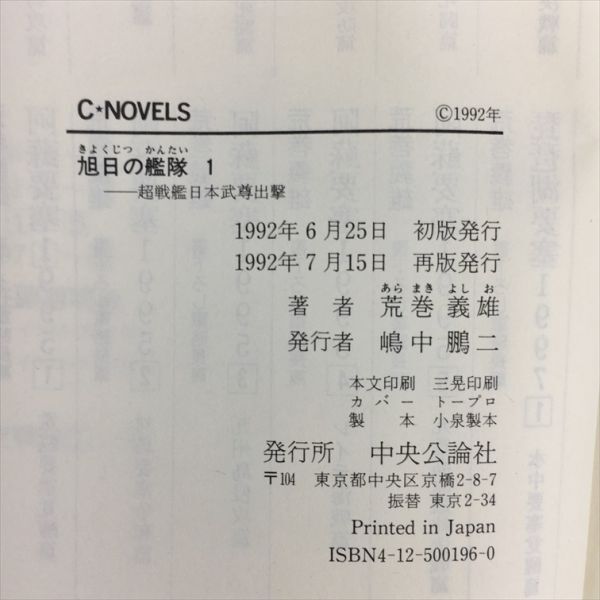 C★NOVELS
©1992年
きよくじつ かんたい
旭日の艦隊 1
——超戦艦日本武尊出撃
1992年6月25日 初版発行
1992年7月15日 再版発行
あら まき よし お
著者 荒巻義雄
発行者 嶋中鵬二
本文印刷 三晃印刷
カバー トープロ
製本 小泉製本
発行所 中央公論社
〒104 東京都中央区京橋2-8-7
振替 東京2-34
Printed in Japan
ISBN4-12-500196-0